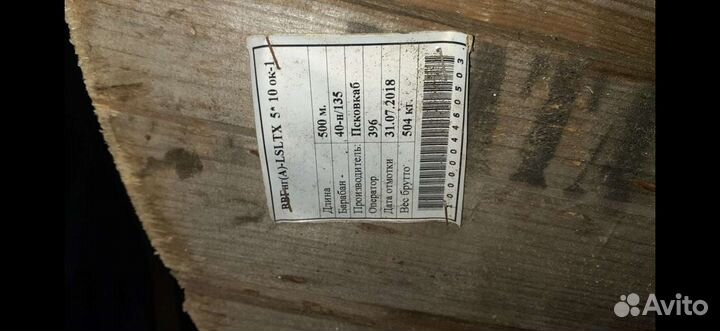 ВВГнг(А)-LSLTX 5* 10 ок-1
Длина 500 м.
Барабан - 40-н/135
Производитель: Псковкаб
Оператор 396
Дата отмотки 31.07.2018
Вес брутто: 504 кг.
1000004460503
Avito